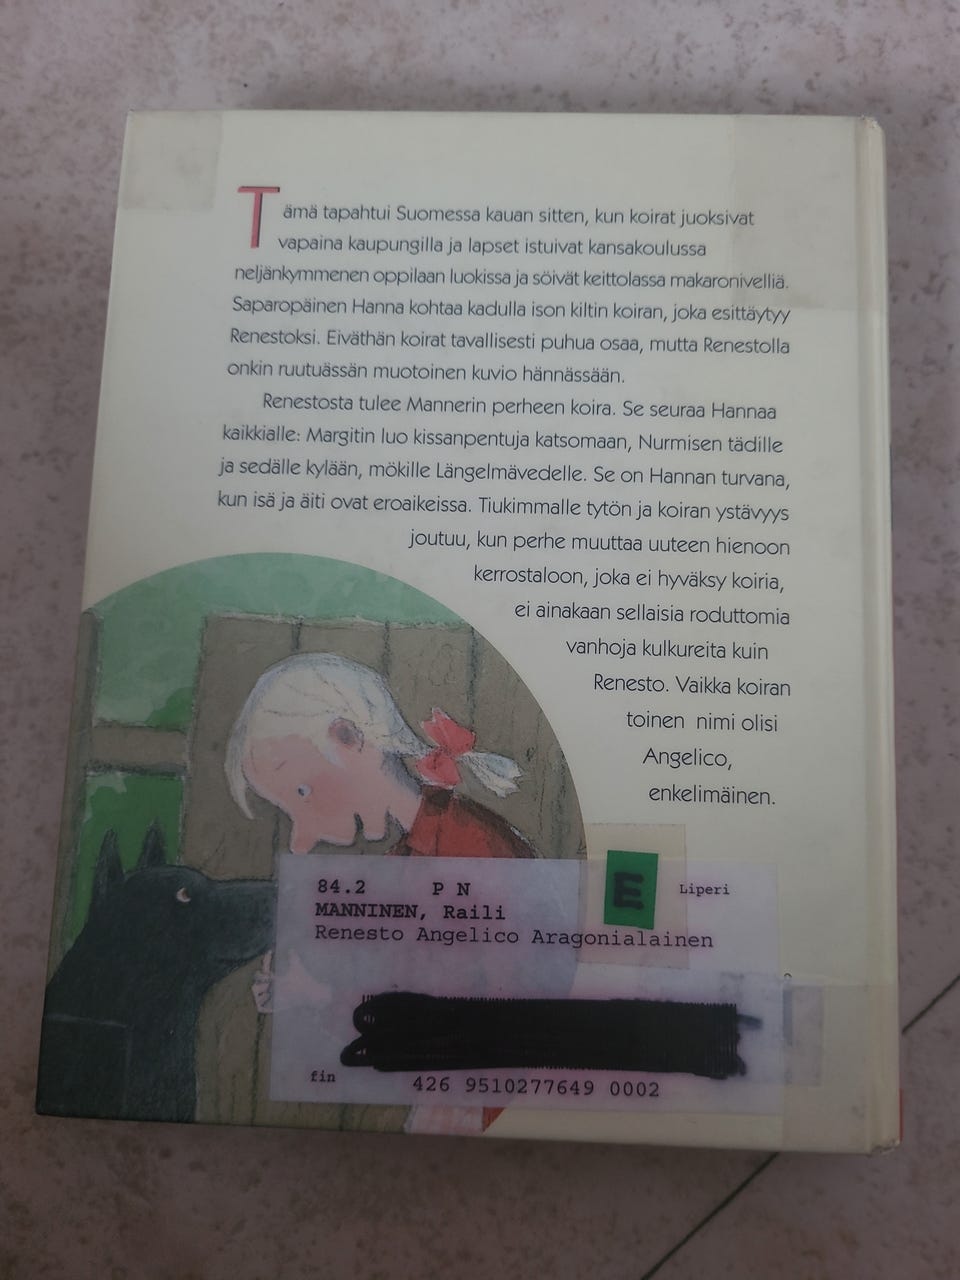 Tämä tapahtui Suomessa kauan sitten, kun koirat juoksivat
vapaina kaupungilla ja lapset istuivat kansakoulussa
neljänkymmenen oppilaan luokissa ja söivät keittolassa makaronivelliä.
Saparopäinen Hanna kohtaa kadulla ison kiltin koiran, joka esittäytyy
Renestoksi. Eiväthän koirat tavallisesti puhua osaa, mutta Renestolla
onkin ruutuässän muotoinen kuvio hännässään.
Renestosta tulee Mannerin perheen koira. Se seuraa Hannaa
kaikkialle: Margitin luo kissanpentuja katsomaan, Nurmisen tädille
ja sedälle kylään, mökille Längelmävedelle. Se on Hannan turvana,
kun isä ja äiti ovat eroaikeissa. Tiukimmalle tytön ja koiran ystävyys
joutuu, kun perhe muuttaa uuteen hienoon
kerrostaloon, joka ei hyväksy koiria,
ei ainakaan sellaisia roduttomia
vanhoja kulkureita kuin
Renesto. Vaikka koiran
toinen nimi olisi
Angelico,
enkelimäinen.
84.2 P N E Liperi
MANNINEN, Raili
Renesto Angelico Aragonialainen
fin 426 9510277649 0002